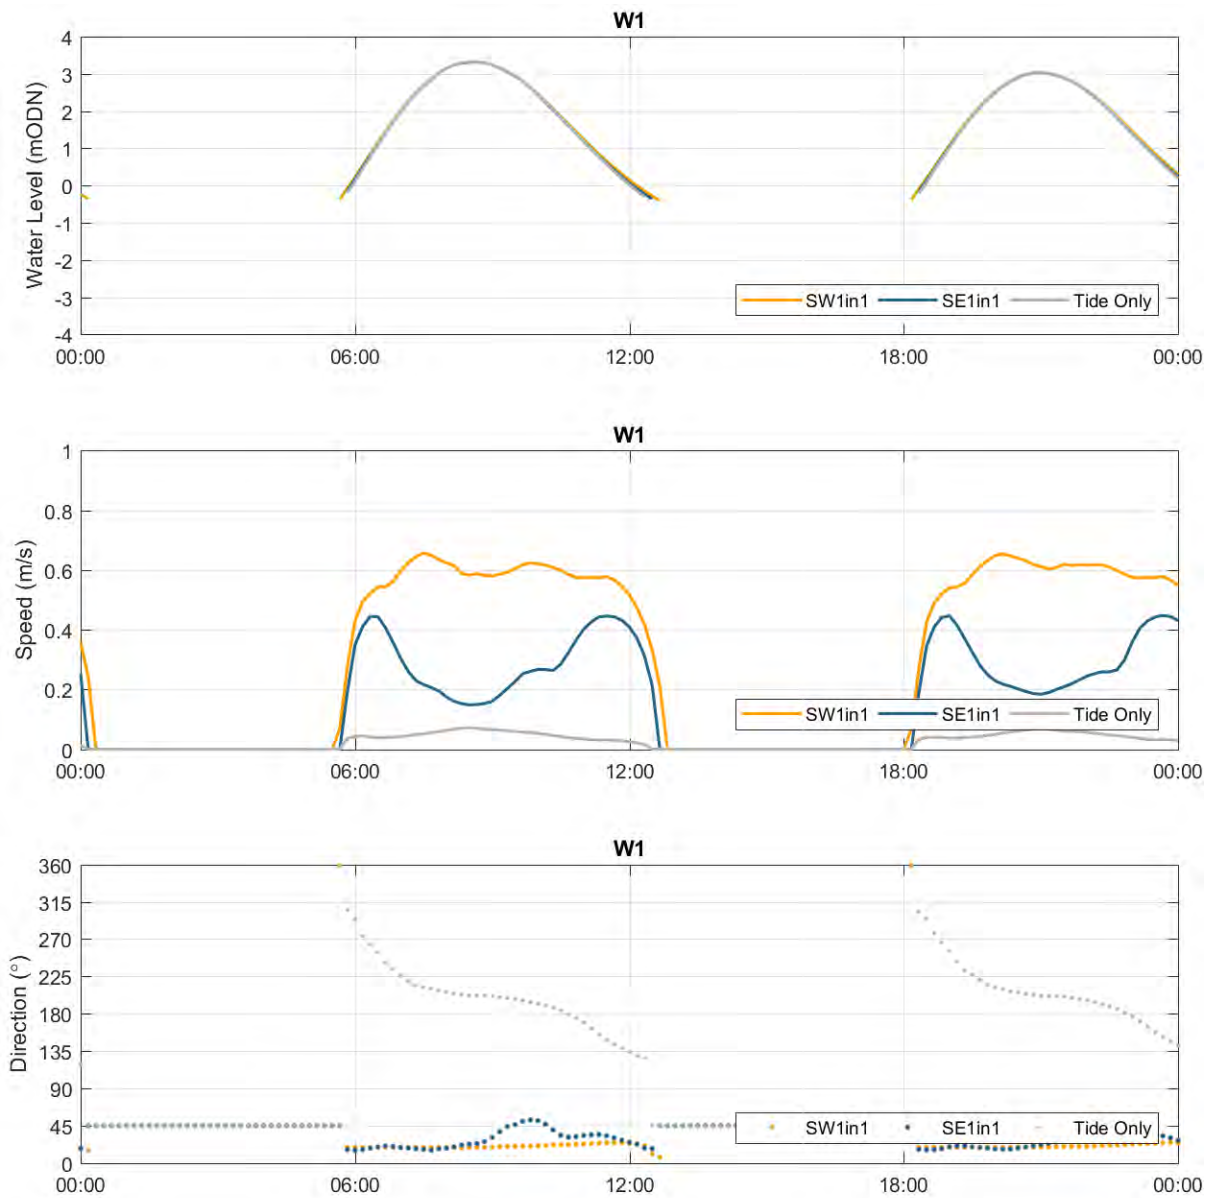 W1
4
3
2
1
0
-1
-2
-3
-4
Water Level (mODN)
SW1in1 SE1in1 Tide Only
00:00 06:00 12:00 18:00 00:00
W1
1
0.8
0.6
0.4
0.2
0
Speed (m/s)
SW1in1 SE1in1 Tide Only
00:00 06:00 12:00 18:00 00:00
W1
360
315
270
225
180
135
90
45
0
Direction (°)
SW1in1 SE1in1 Tide Only
00:00 06:00 12:00 18:00 00:00